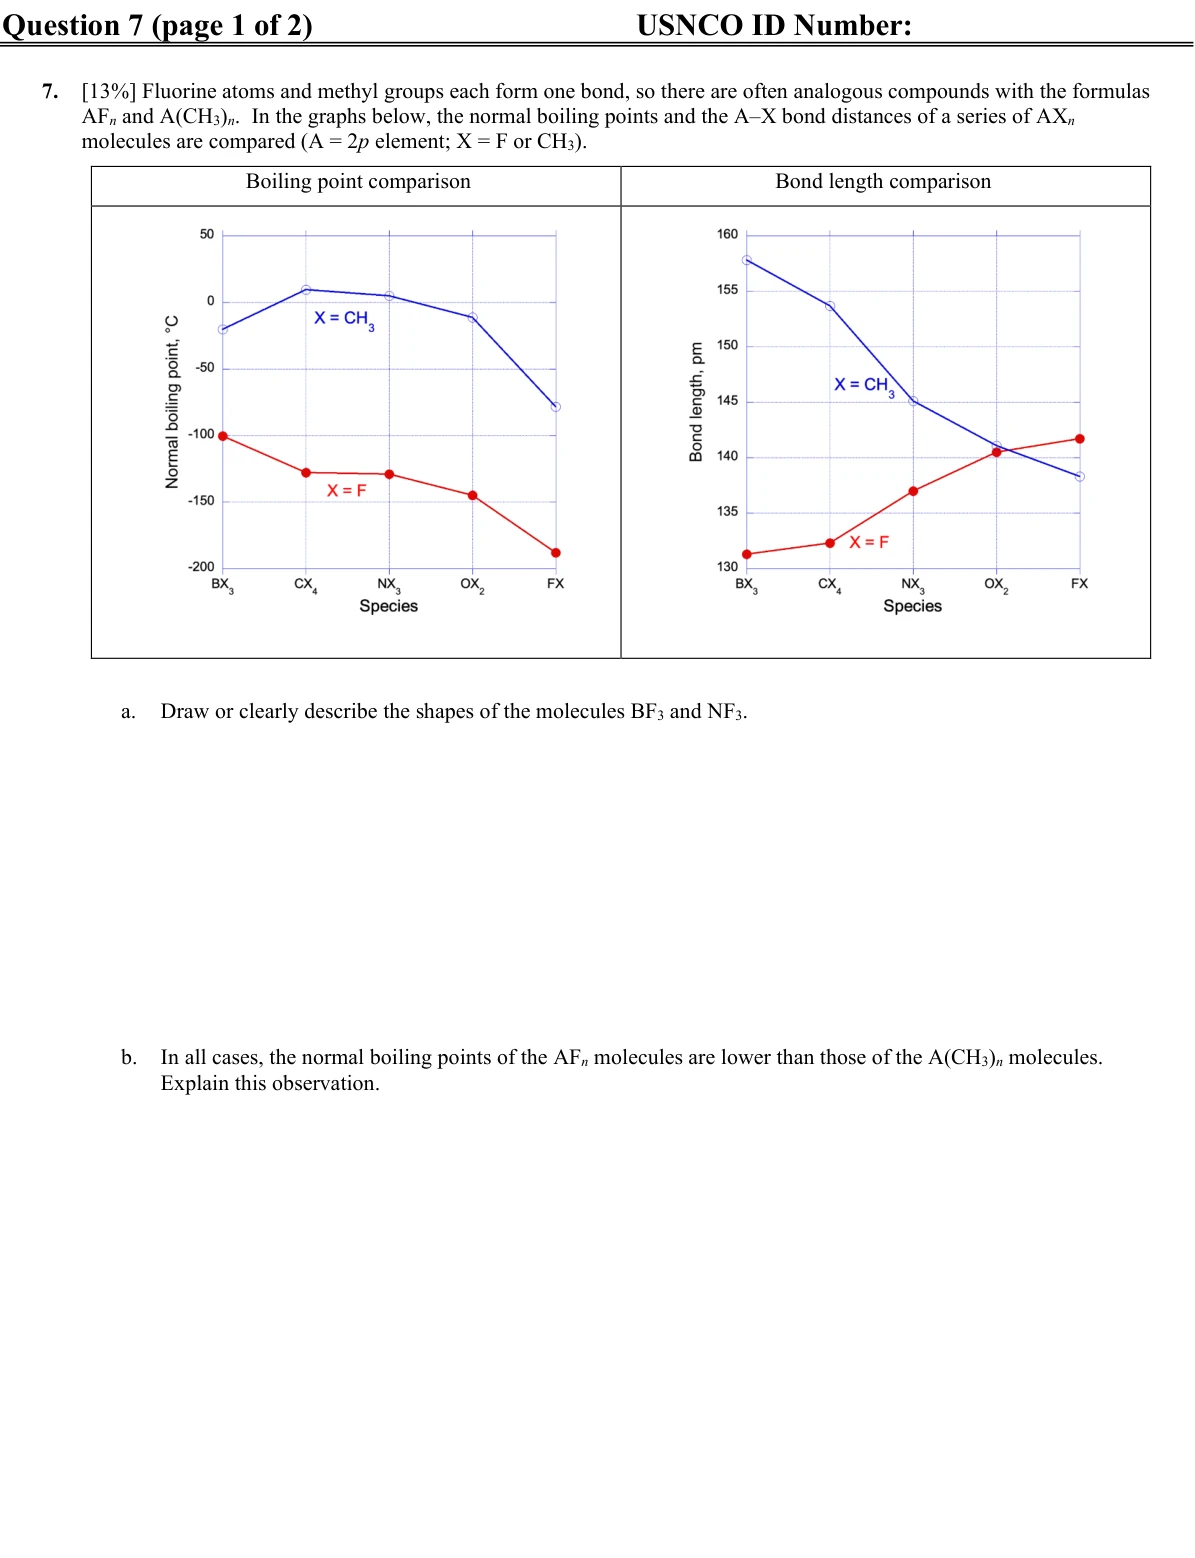 Question 7 (page 1 of 2) USNCO ID Number:
7. [13%] Fluorine atoms and methyl groups each form one bond, so there are often analogous compounds with the formulas
AFₙ and A(CH₃)ₙ. In the graphs below, the normal boiling points and the A–X bond distances of a series of AXₙ
molecules are compared (A = 2p element; X = F or CH₃).
Boiling point comparison
Bond length comparison
50
0
-50
-100
-150
-200
Normal boiling point, °C
X = CH₃
X = F
BX₃ CX₄ NX₃ OX₂ FX
Species
160
155
150
145
140
135
130
Bond length, pm
X = CH₃
X = F
BX₃ CX₄ NX₃ OX₂ FX
Species
a. Draw or clearly describe the shapes of the molecules BF₃ and NF₃.
b. In all cases, the normal boiling points of the AFₙ molecules are lower than those of the A(CH₃)ₙ molecules.
Explain this observation.